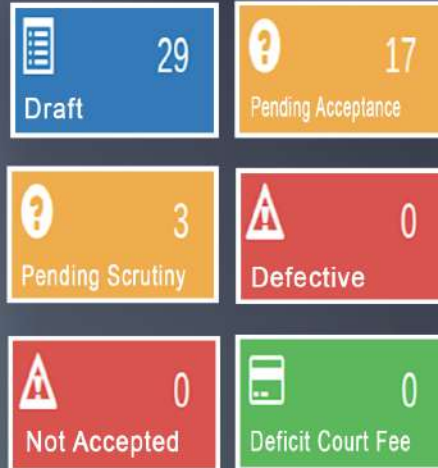 29
Draft
17
Pending Acceptance
3
Pending Scrutiny
0
Defective
0
Not Accepted
0
Deficit Court Fee